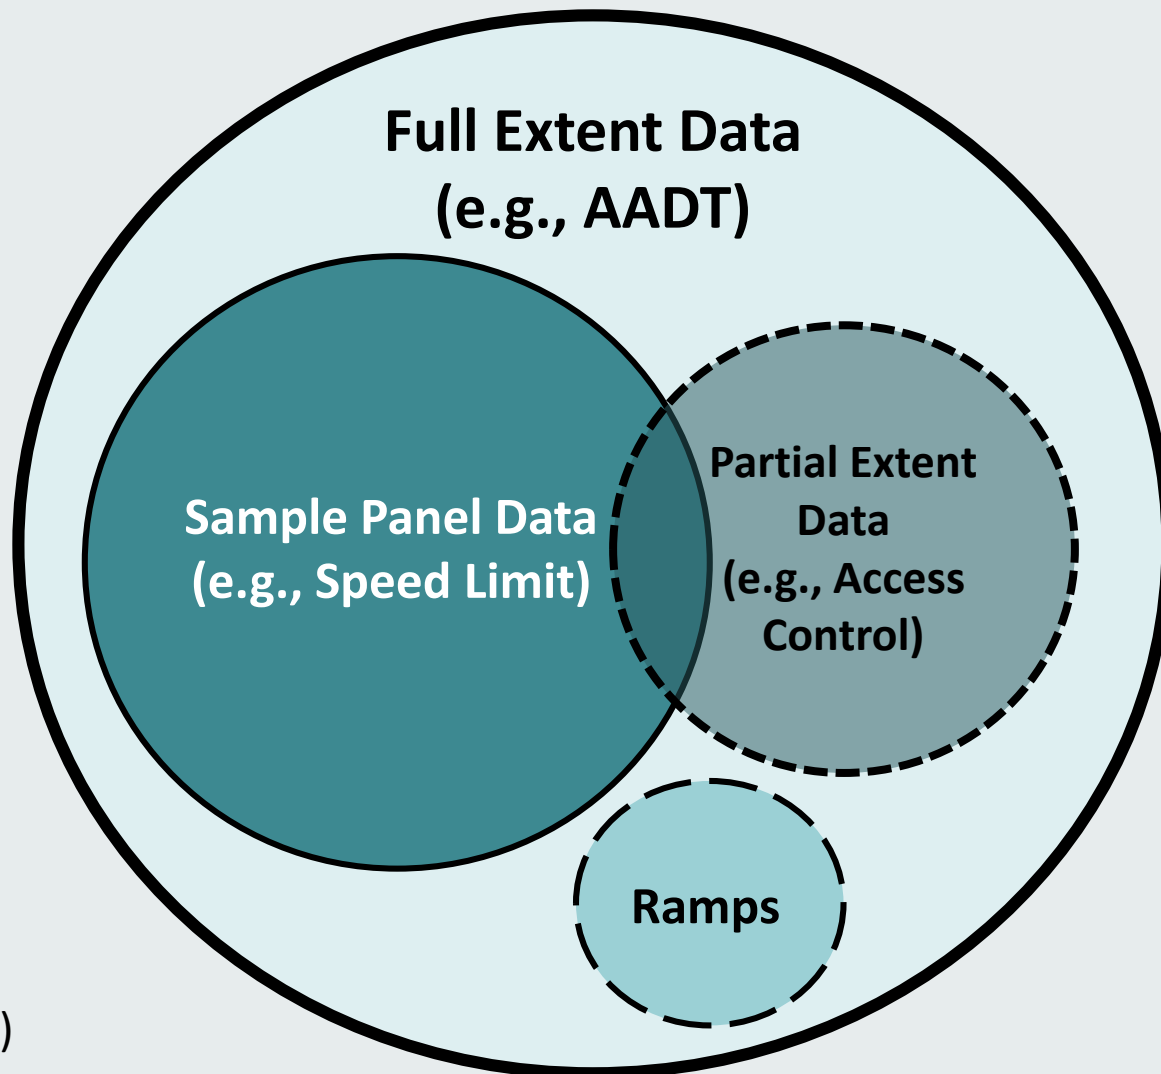 Full Extent Data
(e.g., AADT)
Sample Panel Data
(e.g., Speed Limit)
Partial Extent
Data
(e.g., Access
Control)
Ramps
)